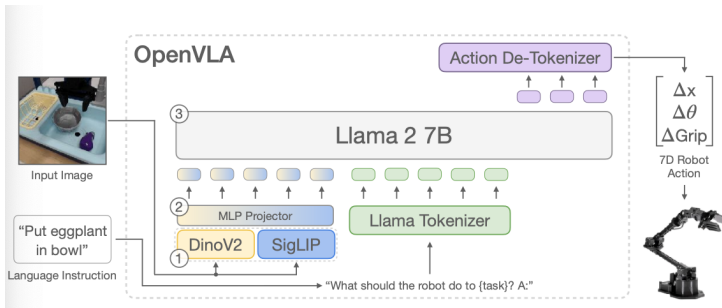 OpenVLA
Action De-Tokenizer
Δx
Δθ
ΔGrip
7D Robot
Action
3
Llama 2 7B
Input Image
2
MLP Projector
Llama Tokenizer
DinoV2
SigLIP
1
“Put eggplant
in bowl”
Language Instruction
“What should the robot do to {task}? A:”